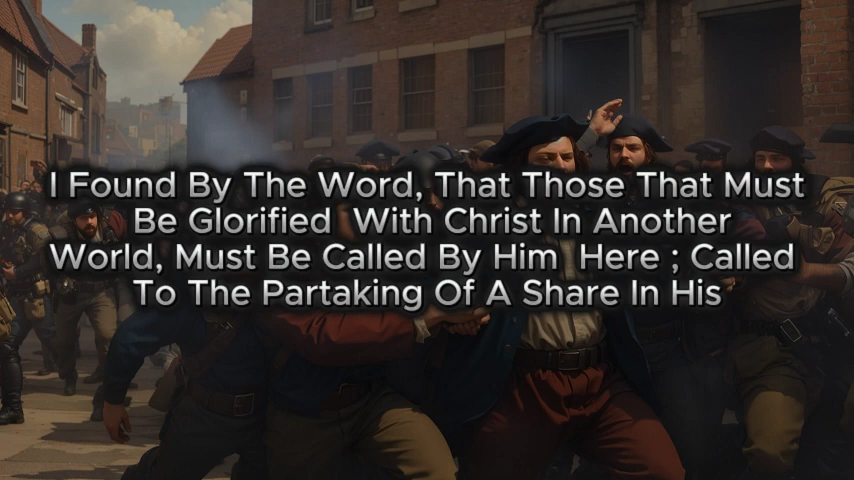 I Found By The Word, That Those That Must
Be Glorified  With Christ In Another
World, Must Be Called By Him  Here ; Called
To The Partaking Of A Share In His